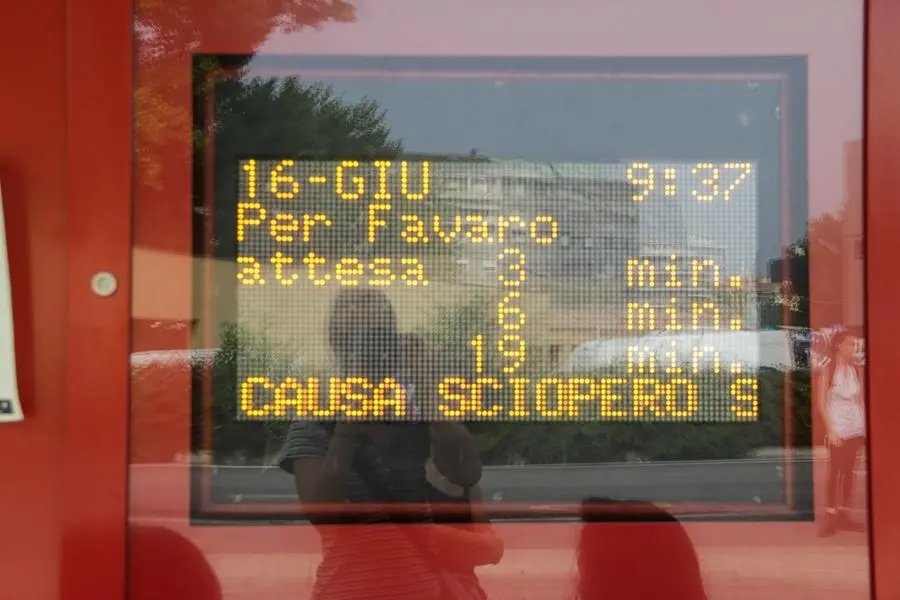 16-GIU 9:37
Per Favaro
attesa 3 min.
6 min.
19 min.
CAUSA SCIOPERO S